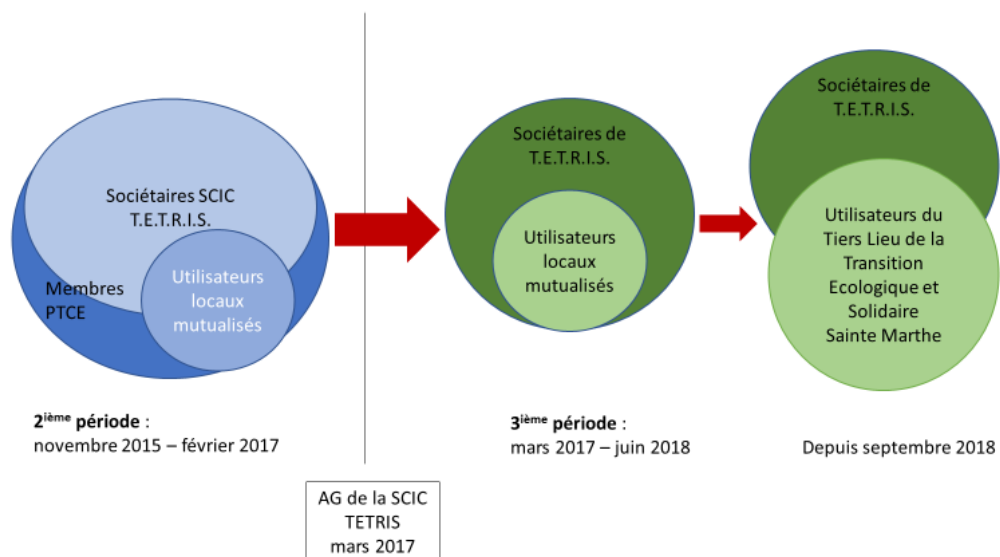 Sociétaires SCIC
T.E.T.R.I.S.
Membres
PTCE
Utilisateurs
locaux
mutualisés
2ième période :
novembre 2015 – février 2017
AG de la SCIC
TETRIS
mars 2017
Sociétaires de
T.E.T.R.I.S.
Utilisateurs
locaux
mutualisés
3ième période :
mars 2017 – juin 2018
Sociétaires de
T.E.T.R.I.S.
Utilisateurs du
Tiers Lieu de la
Transition
Ecologique et
Solidaire
Sainte Marthe
Depuis septembre 2018